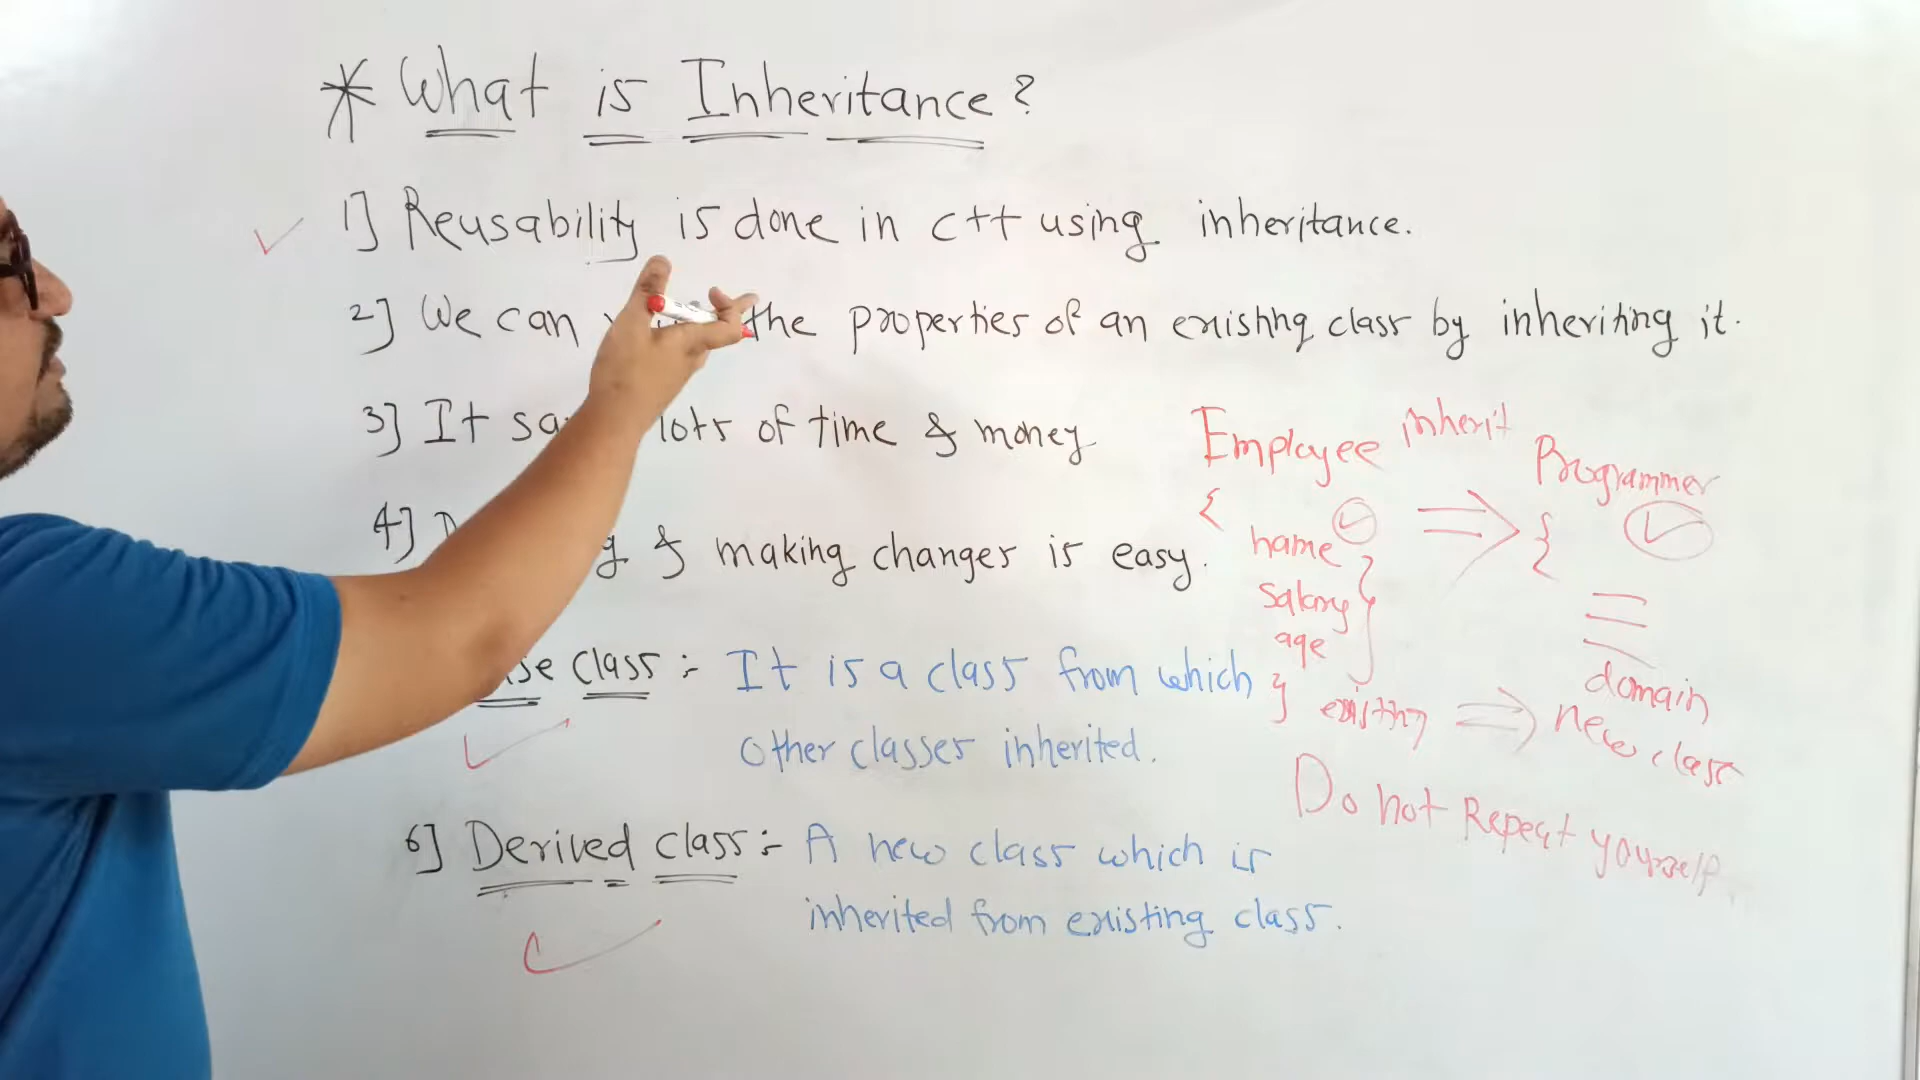 * What is Inheritance?
1] Reusability is done in C++ using inheritance.
2] We can the properties of an existing class by inheriting it.
3] It lots of time & money
4] & making changes is easy.
class :- It is a class from which
other classes inherited.
6] Derived class :- A new class which is
inherited from existing class.
Employee inherit Programmer
{ {
name
salary
age
} domain
existing new class
Do not Repeat yourself